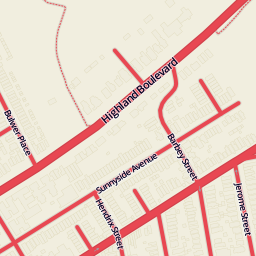 Highland Boulevard
Bulwer Place
Barbey Street
Sunnyside Avenue
Jerome Street
Hendrix Street